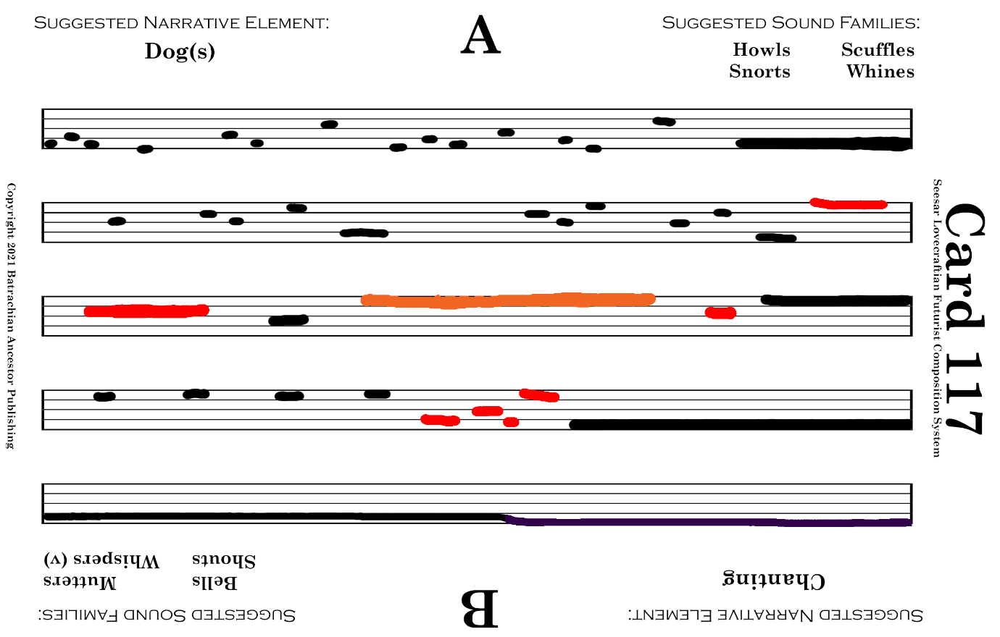 SUGGESTED NARRATIVE ELEMENT:
Dog(s)
A
SUGGESTED SOUND FAMILIES:
Howls Scuffles
Snorts Whines
Copyright 2021 Batrachian Ancestor Publishing
Card 117
Seesar Lovecraftian Futurist Composition System
B
SUGGESTED NARRATIVE ELEMENT:
Chanting
SUGGESTED SOUND FAMILIES:
Bells Mutters
Shouts Whispers (v)